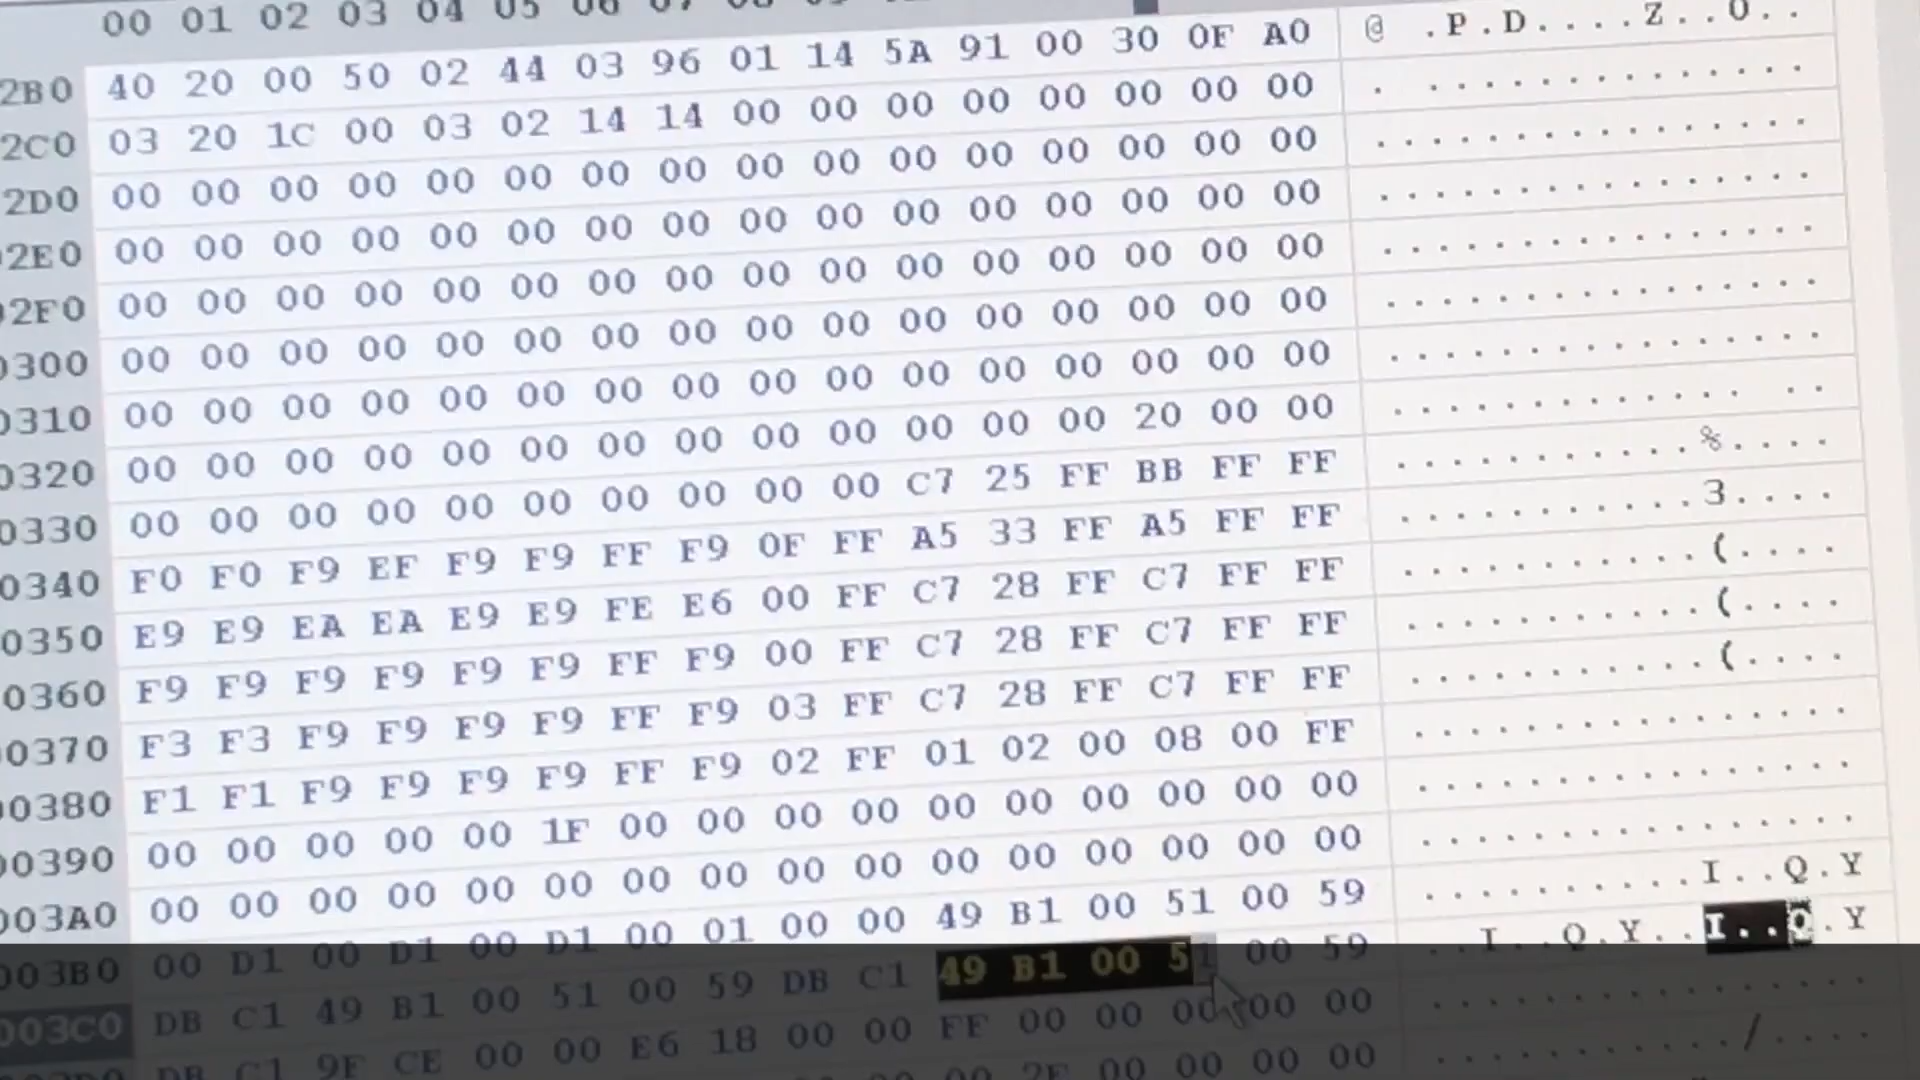 00 01 02 03 04 05 06 07 08
2B0 40 20 00 50 02 44 03 96 01 14 5A 91 00 30 0F A0 @ .P.D....Z..0..
2C0 03 20 1C 00 03 02 14 14 00 00 00 00 00 00 00 00 . ..............
2D0 00 00 00 00 00 00 00 00 00 00 00 00 00 00 00 00 ................
2E0 00 00 00 00 00 00 00 00 00 00 00 00 00 00 00 00 ................
2F0 00 00 00 00 00 00 00 00 00 00 00 00 00 00 00 00 ................
0300 00 00 00 00 00 00 00 00 00 00 00 00 00 00 00 00 ................
0310 00 00 00 00 00 00 00 00 00 00 00 00 00 00 00 00 ................
0320 00 00 00 00 00 00 00 00 00 00 00 00 00 20 00 00 ............. ..
0330 00 00 00 00 00 00 00 00 00 00 C7 25 FF BB FF FF ...........%....
0340 F0 F0 F9 EF F9 F9 FF F9 0F FF A5 33 FF A5 FF FF ...........3....
0350 E9 E9 EA EA E9 E9 FE E6 00 FF C7 28 FF C7 FF FF ...........(....
0360 F9 F9 F9 F9 F9 F9 FF F9 00 FF C7 28 FF C7 FF FF ...........(....
0370 F3 F3 F9 F9 F9 F9 FF F9 03 FF C7 28 FF C7 FF FF ...........(....
0380 F1 F1 F9 F9 F9 F9 FF F9 02 FF 01 02 00 08 00 FF ................
0390 00 00 00 00 00 1F 00 00 00 00 00 00 00 00 00 00 ................
03A0 00 00 00 00 00 00 00 00 00 00 00 00 00 00 00 00 ................
003B0 00 D1 00 D1 00 D1 00 01 00 00 49 B1 00 51 00 59 ..........I..Q.Y
003C0 DB C1 49 B1 00 51 00 59 DB C1 49 B1 00 51 00 59 ..I..Q.Y..I..Q.Y
003D0 DB C1 9F CE 00 00 E6 18 00 00 FF 00 00 00 00 00 ................
00 2F 00 00 00 00 .........../....